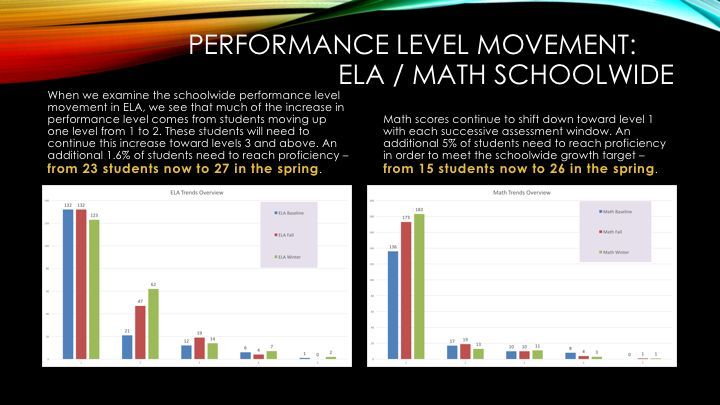 PERFORMANCE LEVEL MOVEMENT:
ELA / MATH SCHOOLWIDE
When we examine the schoolwide performance level
movement in ELA, we see that much of the increase in
performance level comes from students moving up
one level from 1 to 2. These students will need to
continue this increase toward levels 3 and above. An
additional 1.6% of students need to reach proficiency –
from 23 students now to 27 in the spring.
Math scores continue to shift down toward level 1
with each successive assessment window. An
additional 5% of students need to reach proficiency
in order to meet the schoolwide growth target –
from 15 students now to 26 in the spring.
ELA Trends Overview
132 132 123
21 47 62
12 19 14
6 4 7
1 0 2
ELA Baseline
ELA Fall
ELA Winter
Math Trends Overview
136 173 183
17 19 13
10 10 11
8 4 3
0 1 1
Math Baseline
Math Fall
Math Winter